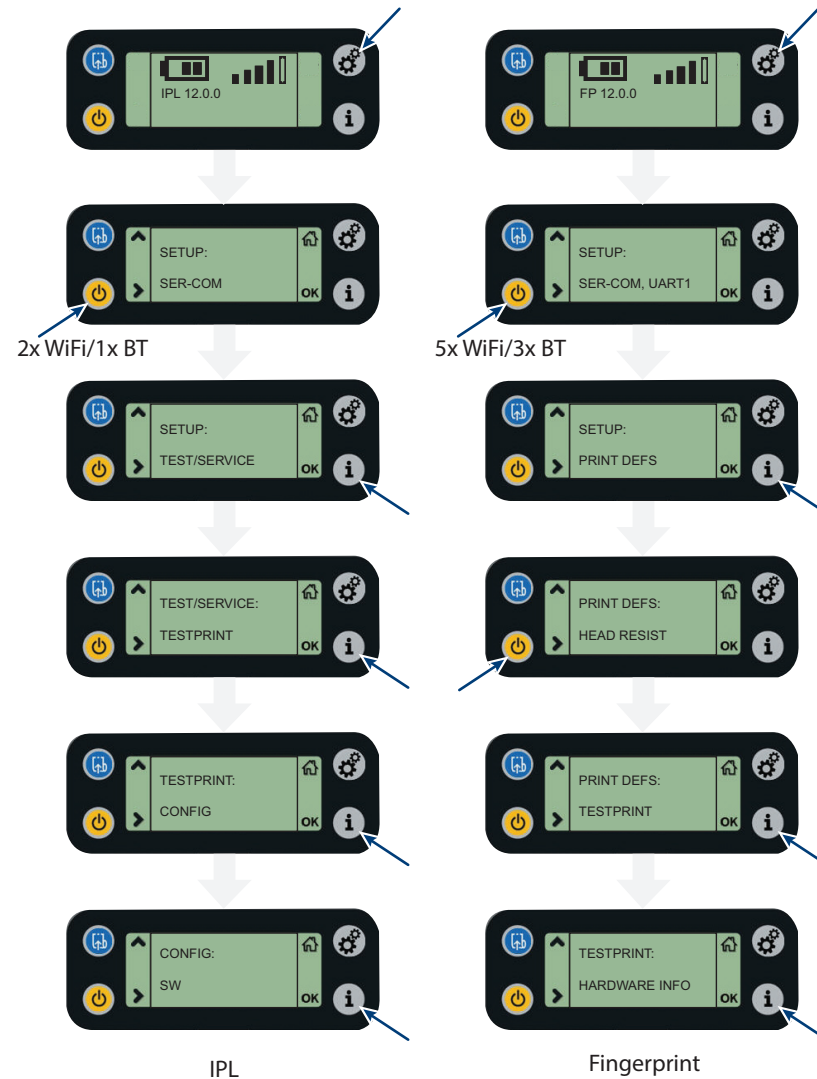 IPL 12.0.0
SETUP:
SER-COM
OK
i
2x WiFi/1x BT
SETUP:
TEST/SERVICE
OK
i
TEST/SERVICE:
TESTPRINT
OK
i
TESTPRINT:
CONFIG
OK
i
CONFIG:
SW
OK
i
IPL
FP 12.0.0
i
SETUP:
SER-COM, UART1
OK
i
5x WiFi/3x BT
SETUP:
PRINT DEFS
OK
i
PRINT DEFS:
HEAD RESIST
OK
i
PRINT DEFS:
TESTPRINT
OK
i
TESTPRINT:
HARDWARE INFO
OK
i
Fingerprint